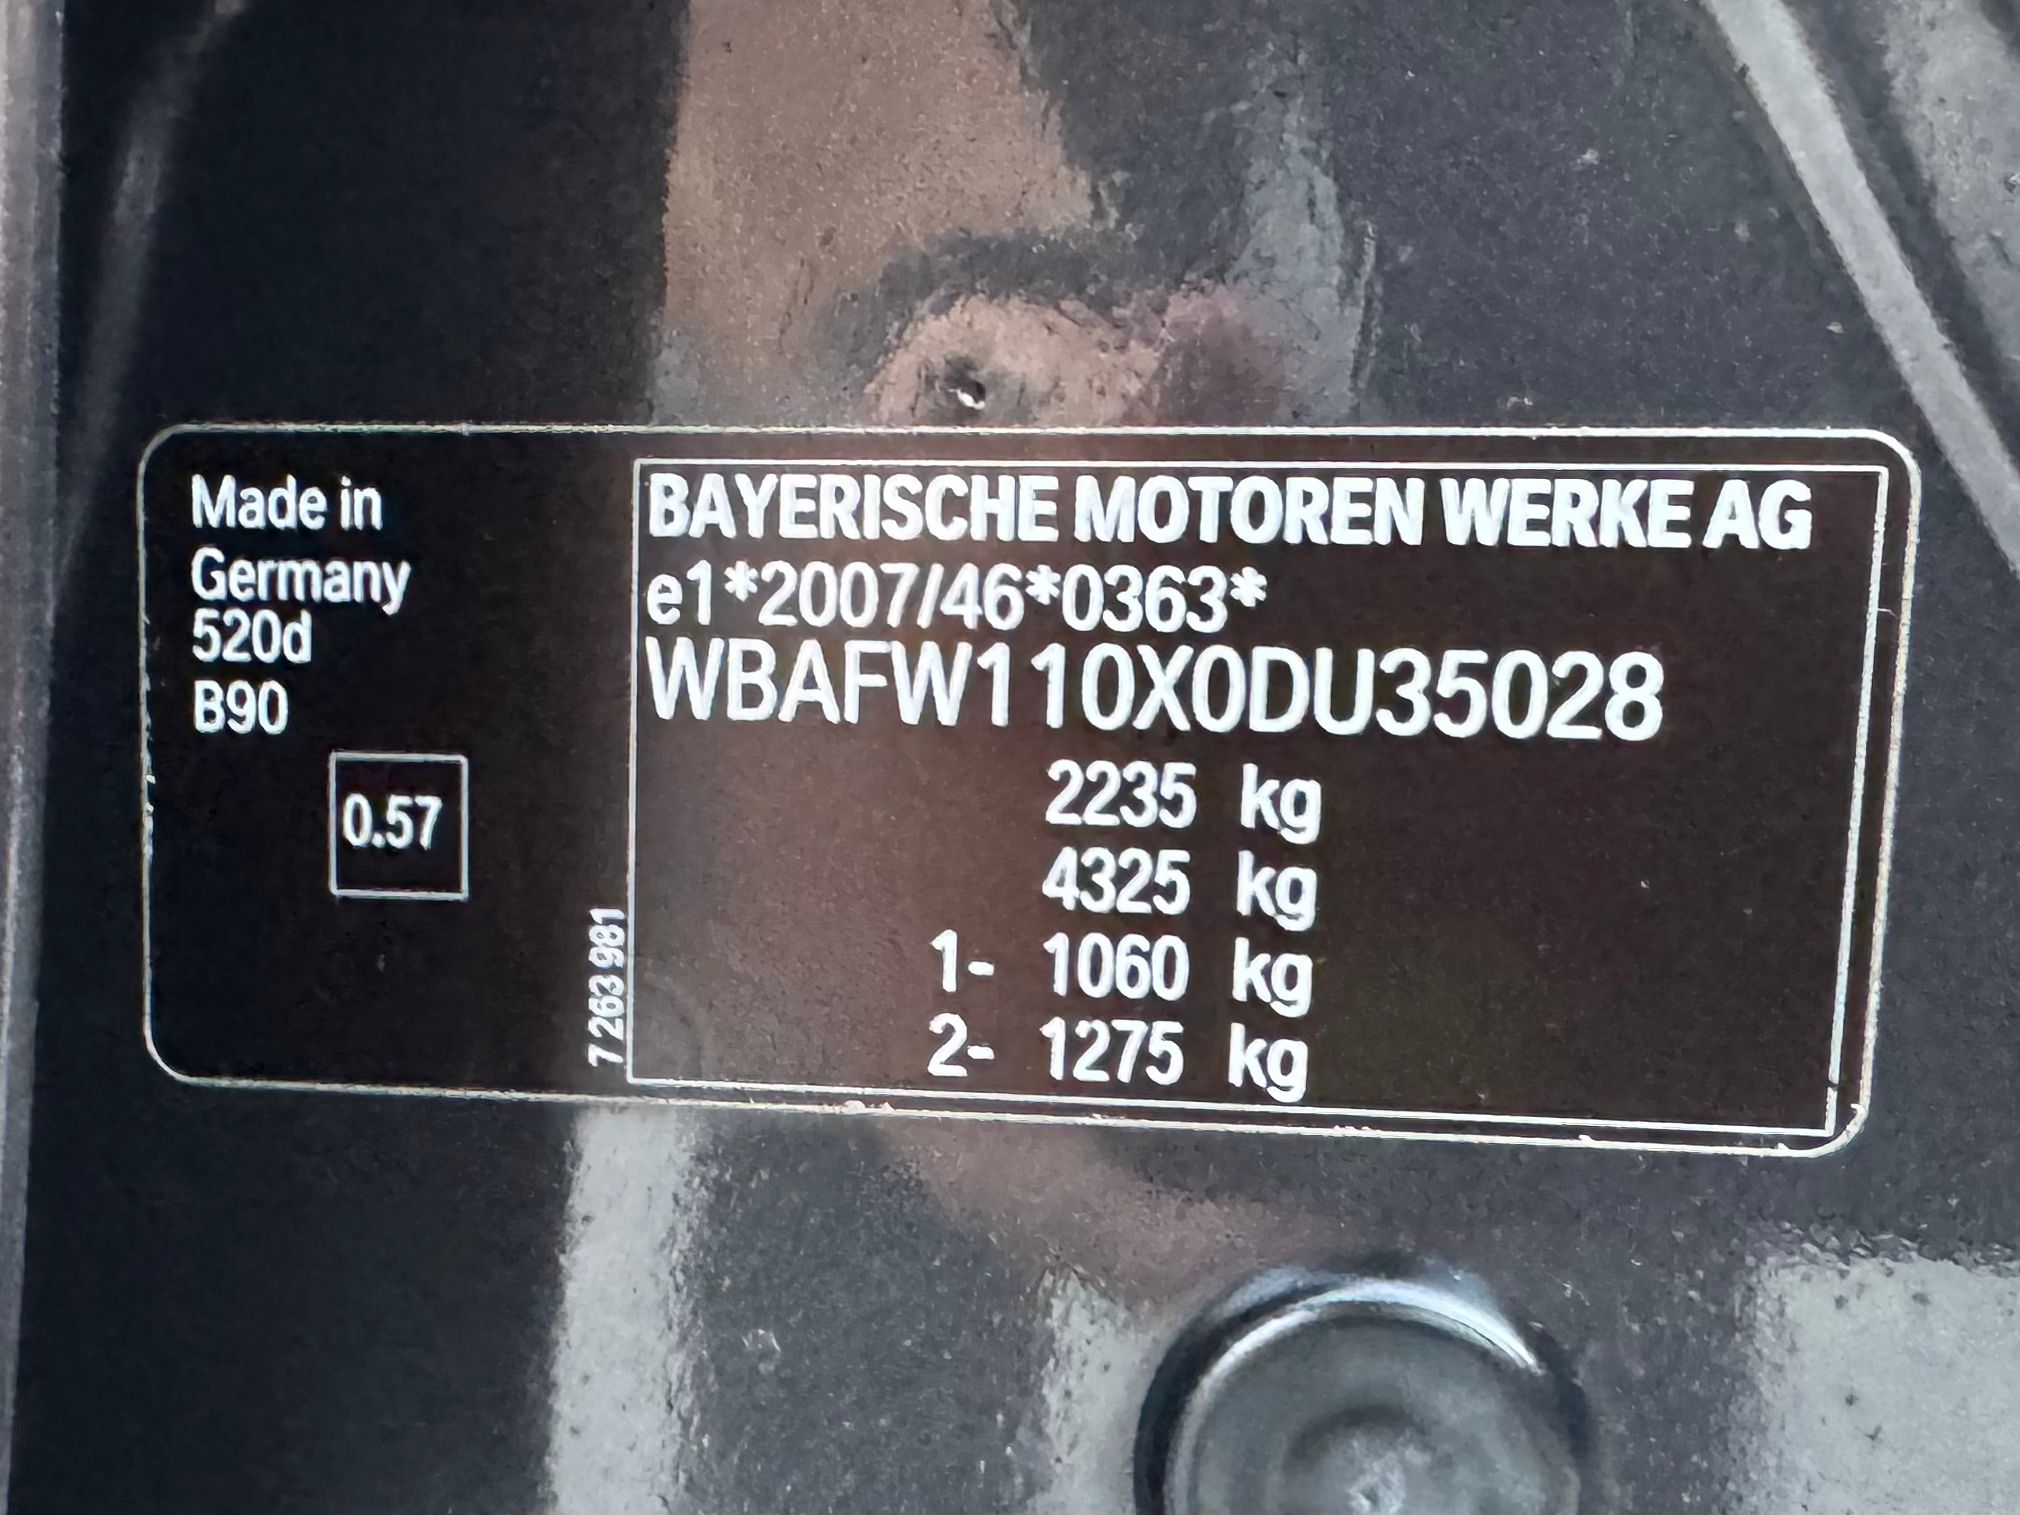 Made in
Germany
520d
B90
0.57
7 263 981
BAYERISCHE MOTOREN WERKE AG
e1*2007/46*0363*
WBAFW110X0DU35028
2235 kg
4325 kg
1- 1060 kg
2- 1275 kg